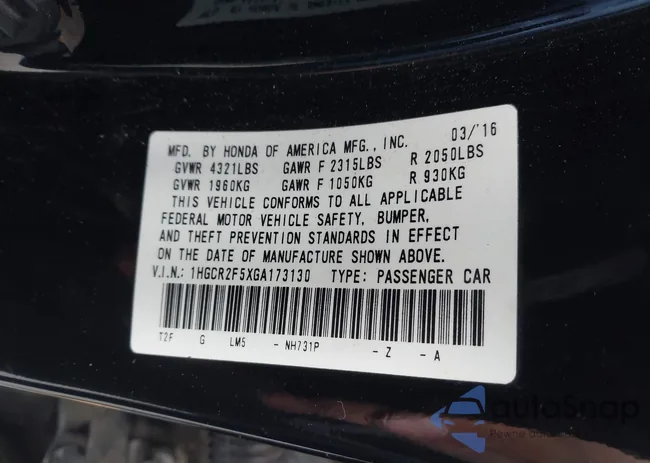 MFD. BY HONDA OF AMERICA MFG., INC. 03/'16
GVWR 4321LBS GAWR F 2315LBS R 2050LBS
GVWR 1960KG GAWR F 1050KG R 930KG
THIS VEHICLE CONFORMS TO ALL APPLICABLE
FEDERAL MOTOR VEHICLE SAFETY, BUMPER,
AND THEFT PREVENTION STANDARDS IN EFFECT
ON THE DATE OF MANUFACTURE SHOWN ABOVE.
V.I.N.: 1HGCR2F5XGA173130 TYPE: PASSENGER CAR
T2F G LM5 - NH731P - Z - A
autoSnap
Pewne